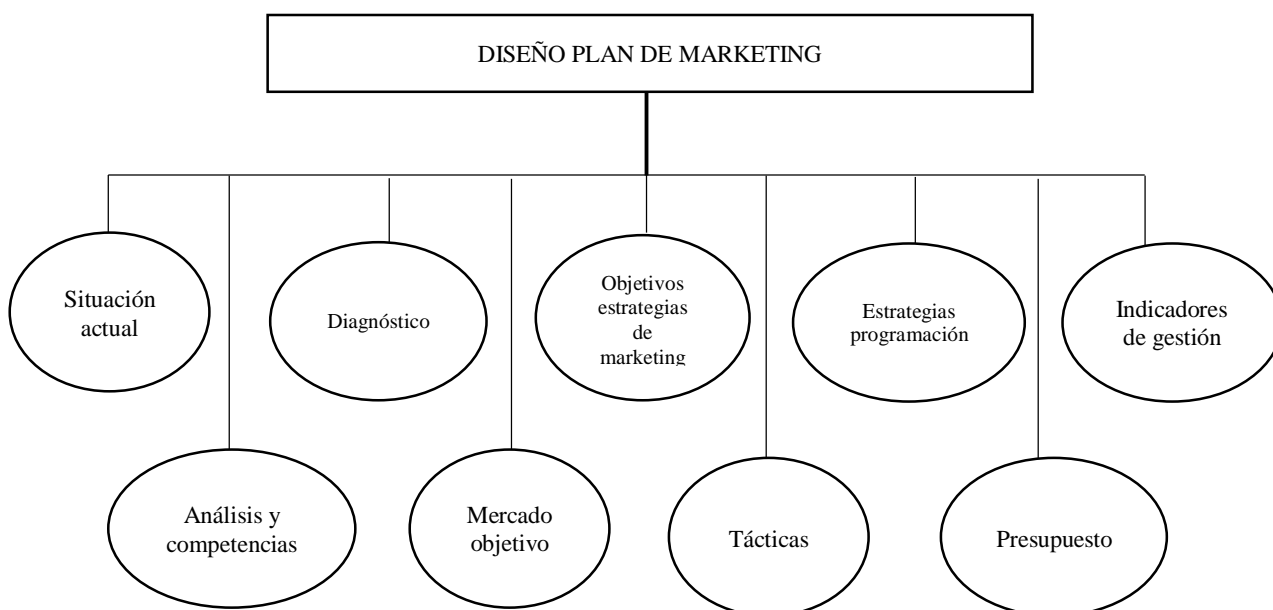 DISEÑO PLAN DE MARKETING
Situación
actual
Diagnóstico
Objetivos
estrategias
de
marketing
Estrategias
programación
Indicadores
de gestión
Análisis y
competencias
Mercado
objetivo
Tácticas
Presupuesto